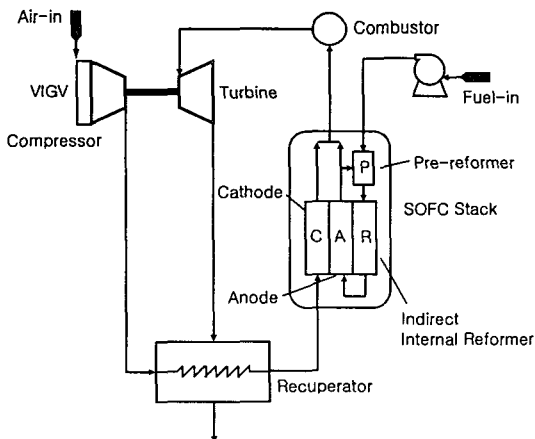 Air-in
Combustor
VIGV
Turbine
Fuel-in
Compressor
P
Pre-reformer
Cathode
SOFC Stack
C A R
Anode
Indirect
Internal Reformer
Recuperator